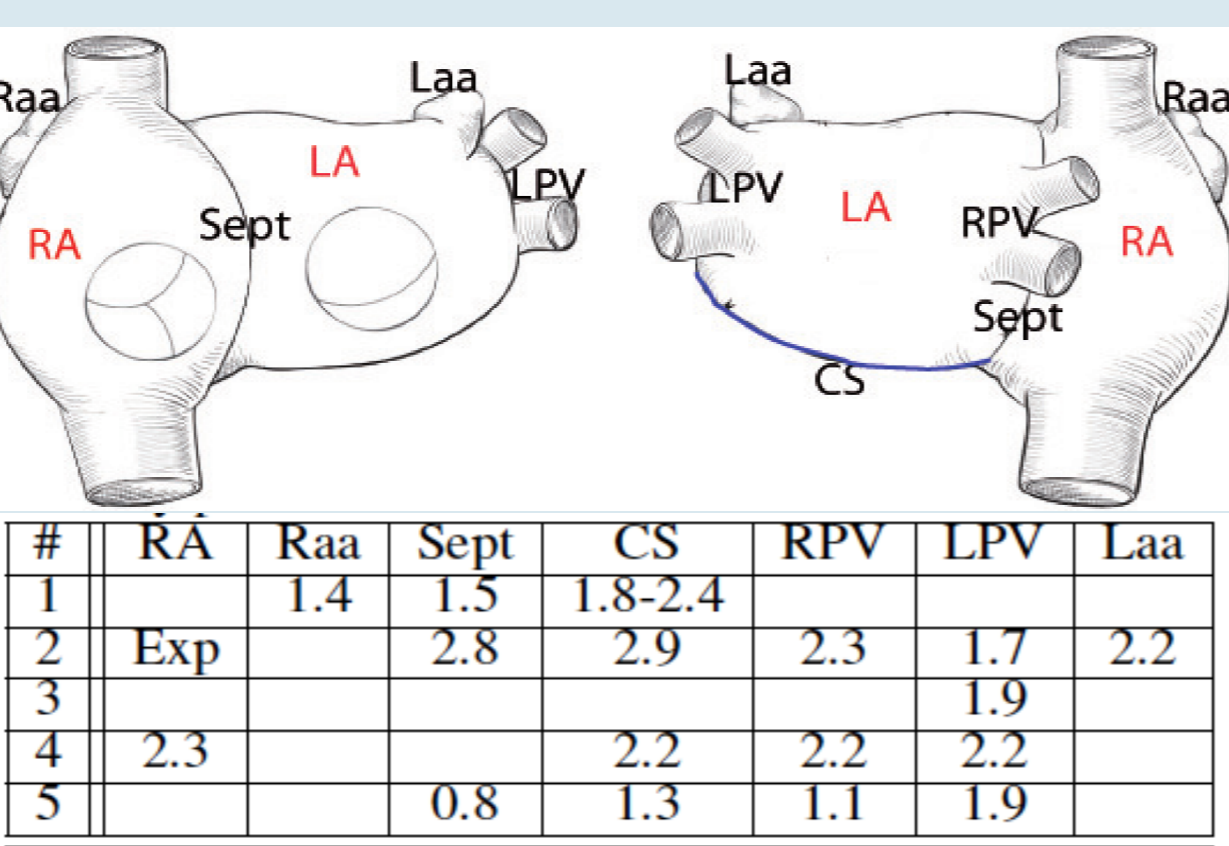 Laa
Laa
Raa
Raa
LA
LPV
LPV
Sept
LA
RPV
RA
RA
Sept
CS
# RA Raa Sept CS RPV LPV Laa
1 1.4 1.5 1.8-2.4
2 Exp 2.8 2.9 2.3 1.7 2.2
3 1.9
4 2.3 2.2 2.2 2.2
5 0.8 1.3 1.1 1.9